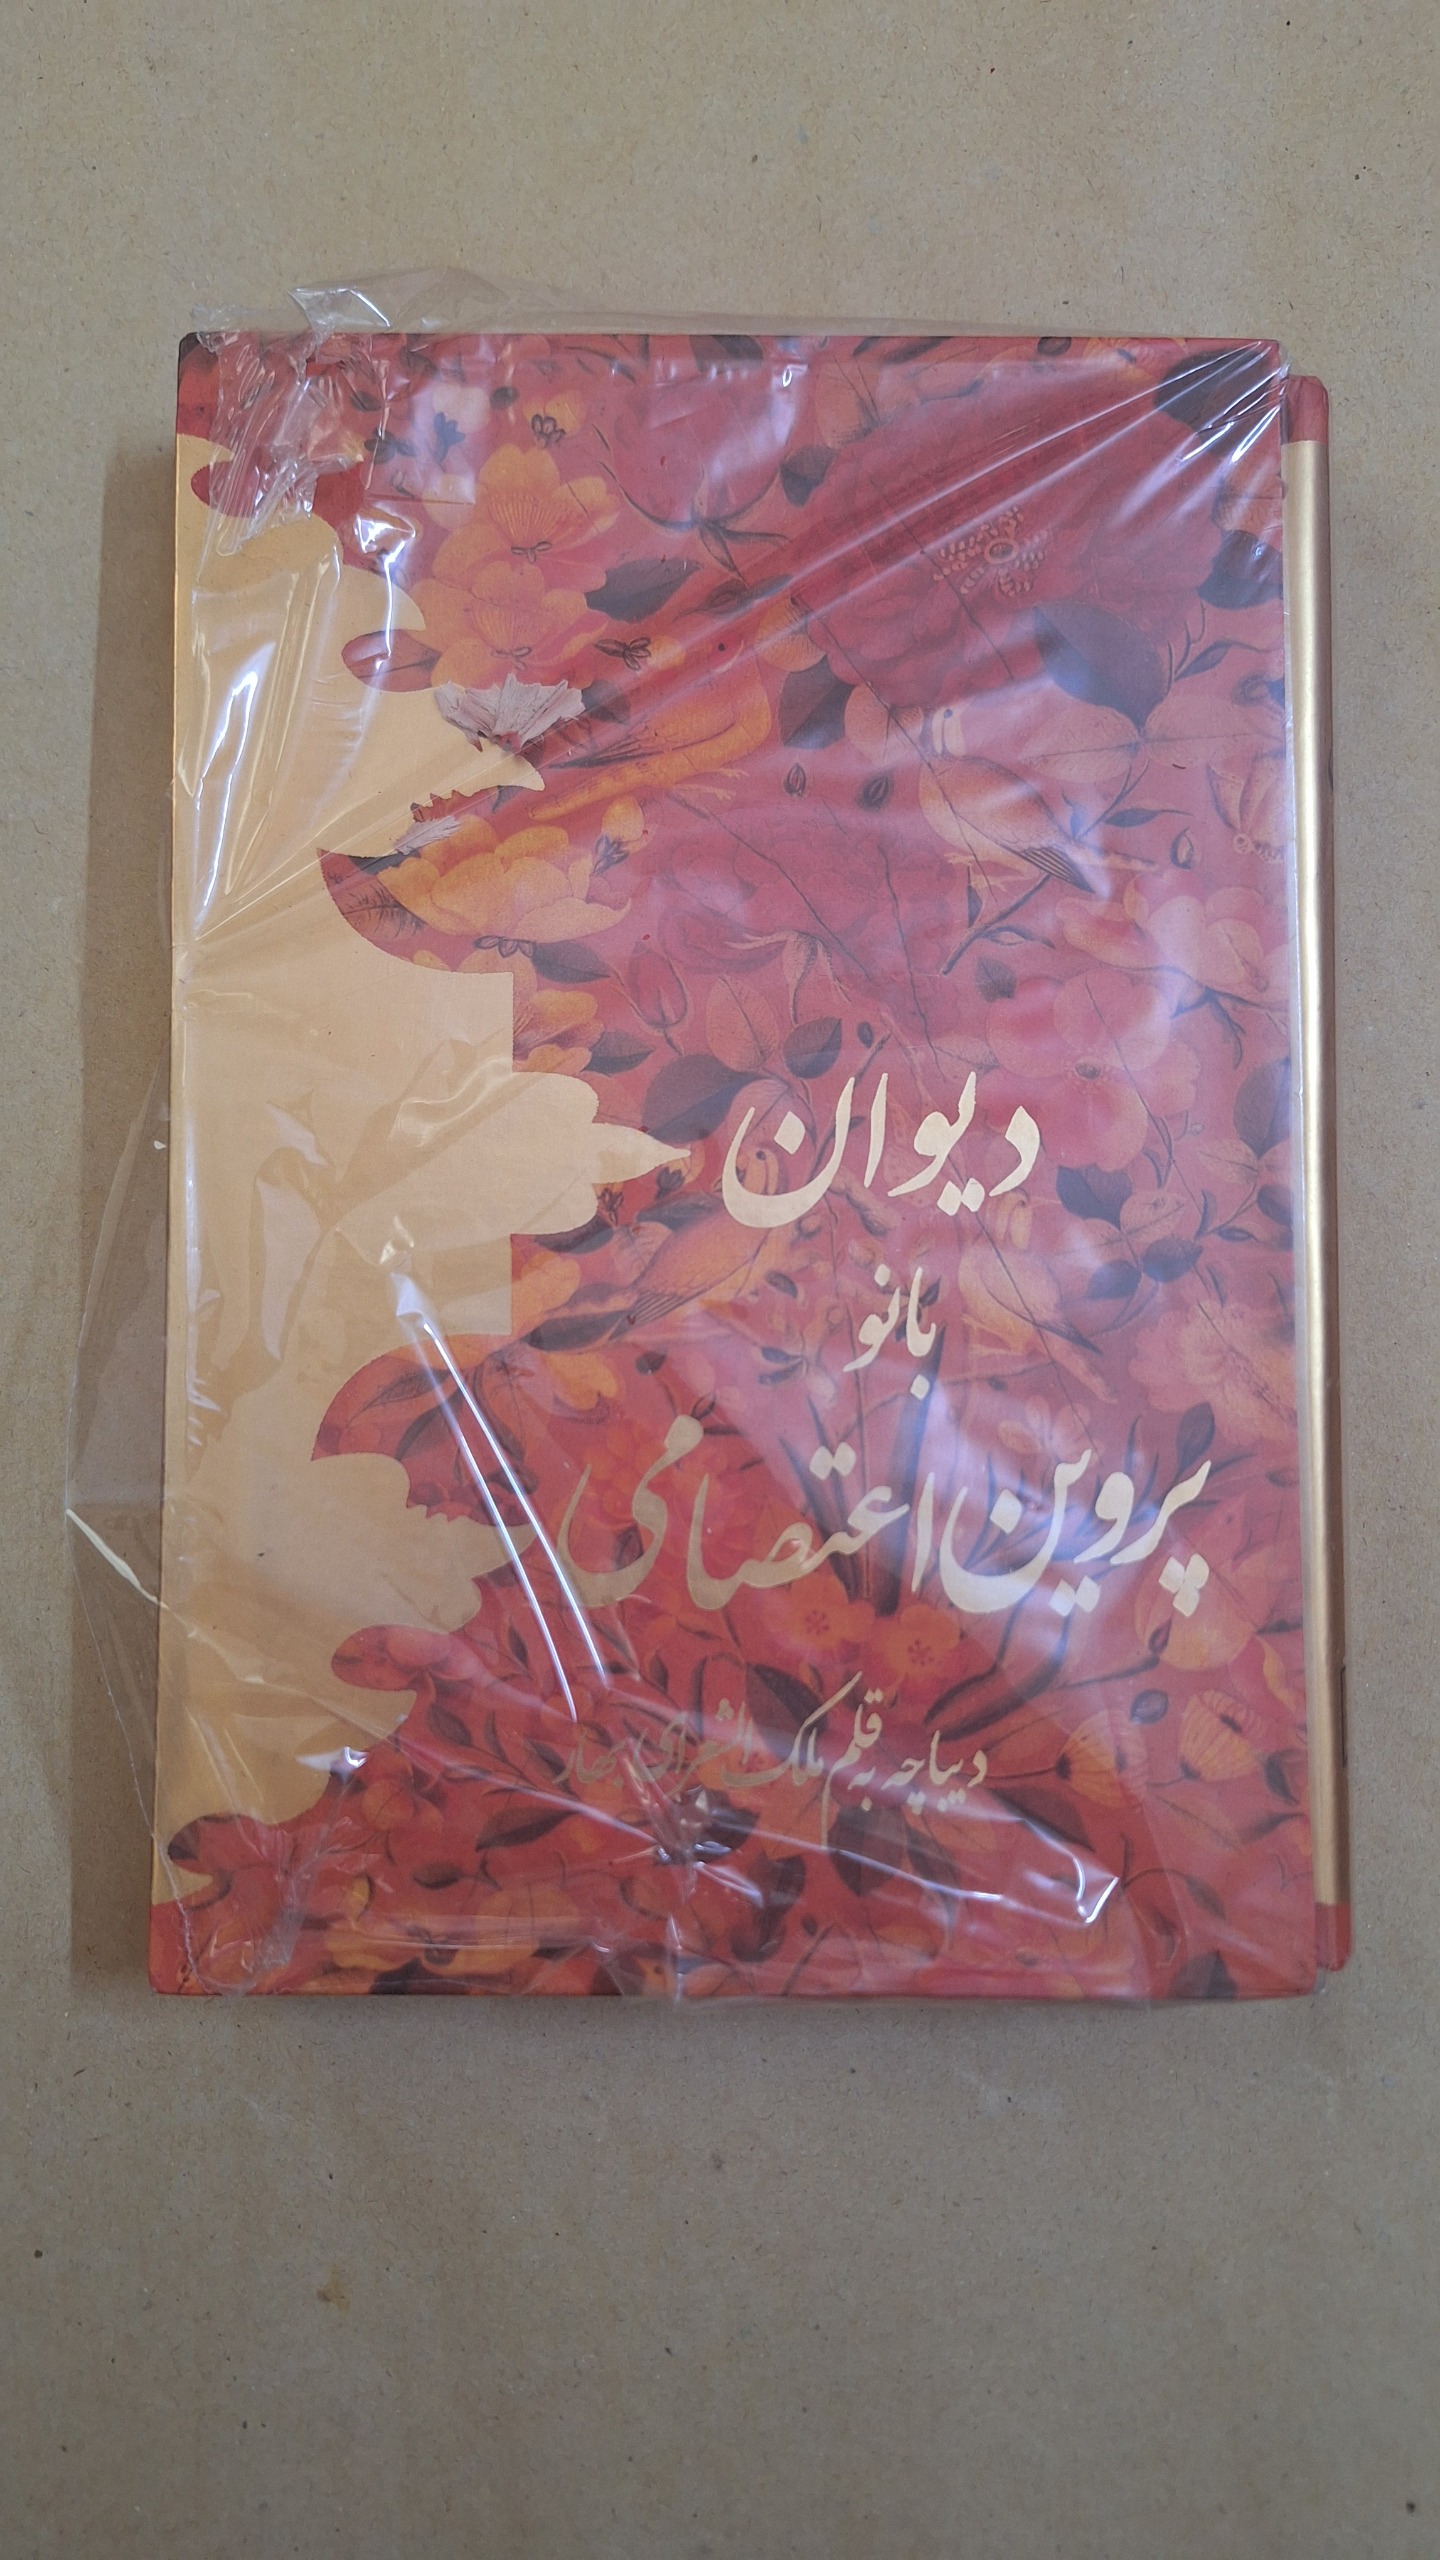 دیوان
بانو
پروین اعتصامی
دیباچه به قلم ملک الشعرای بهار